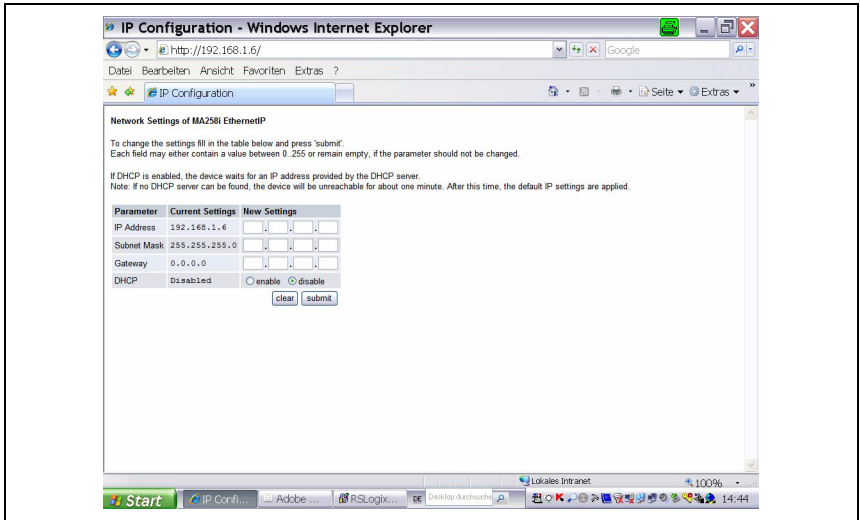 IP Configuration - Windows Internet Explorer
http://192.168.1.6/
Google
Datei Bearbeiten Ansicht Favoriten Extras ?
IP Configuration
Seite
Extras
»
Network Settings of MA258i EthernetIP
To change the settings fill in the table below and press 'submit'.
Each field may either contain a value between 0..255 or remain empty, if the parameter should not be changed.
If DHCP is enabled, the device waits for an IP address provided by the DHCP server.
Note: If no DHCP server can be found, the device will be unreachable for about one minute. After this time, the default IP settings are applied.
Parameter Current Settings New Settings
IP Address 192.168.1.6 . . .
Subnet Mask 255.255.255.0 . . .
Gateway 0.0.0.0 . . .
DHCP Disabled enable disable
clear submit
Lokales Intranet
100%
Start
IP Confi...
Adobe ...
RSLogix...
DE
Desktop durchsuche
14:44